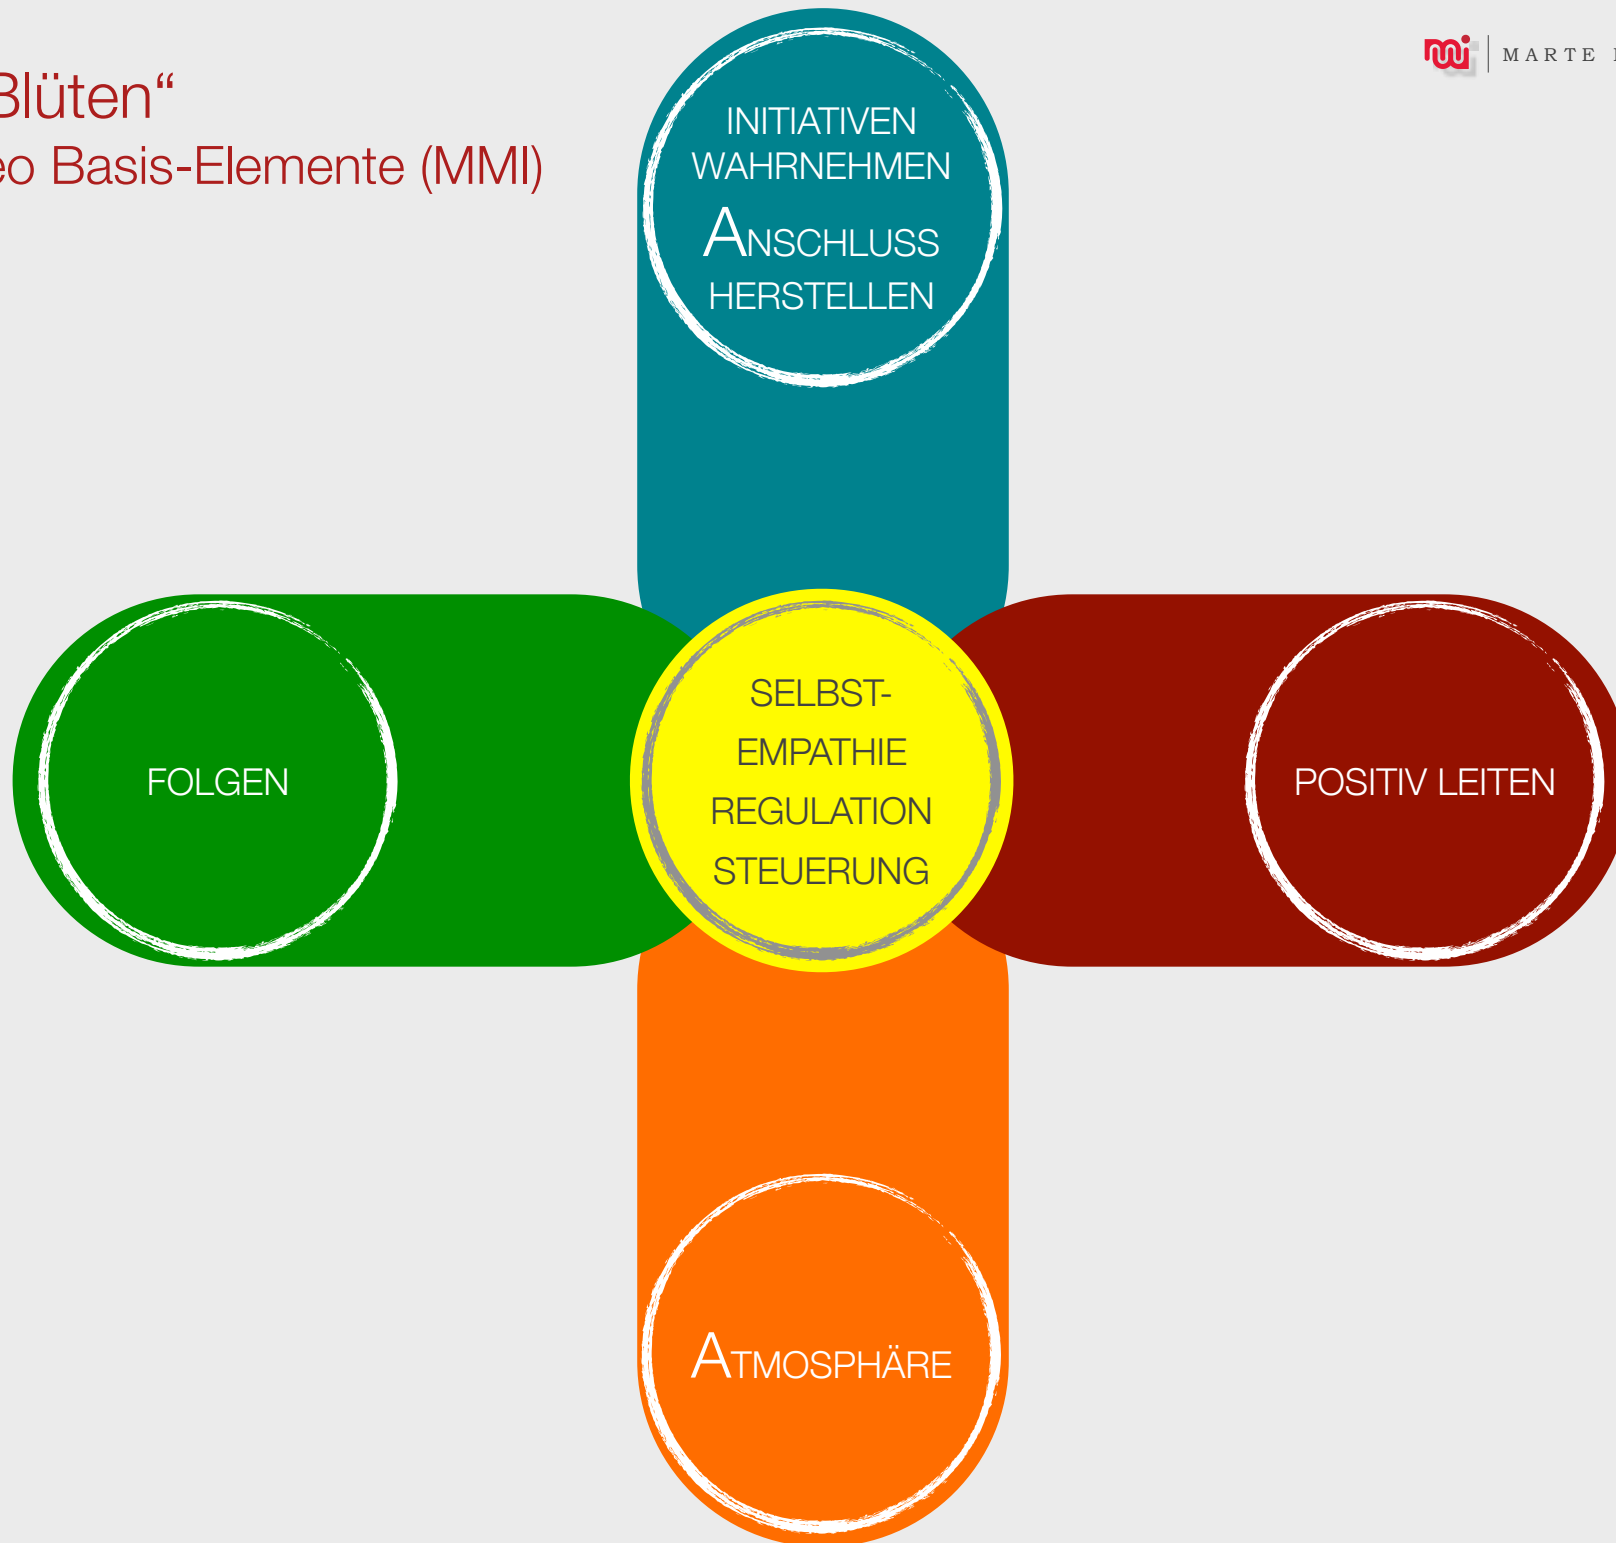 Blüten“
eo Basis-Elemente (MMI)
MARTE
INITIATIVEN
WAHRNEHMEN
ANSCHLUSS
HERSTELLEN
FOLGEN
SELBST-
EMPATHIE
REGULATION
STEUERUNG
POSITIV LEITEN
ATMOSPHÄRE